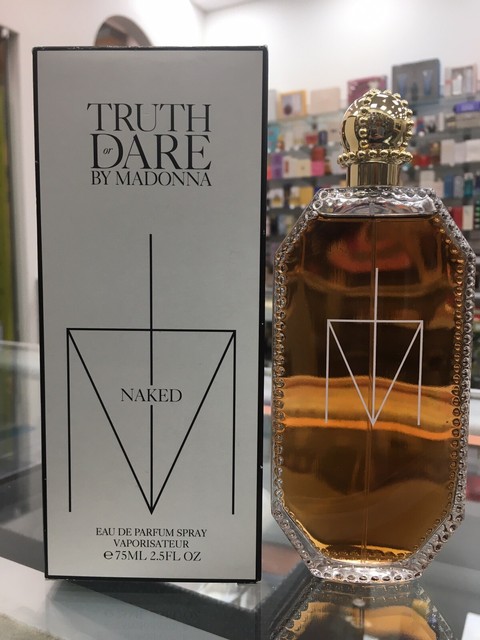 TRUTH
or
DARE
BY MADONNA
NAKED
EAU DE PARFUM SPRAY
VAPORISATEUR
℮75ML 2.5FL OZ